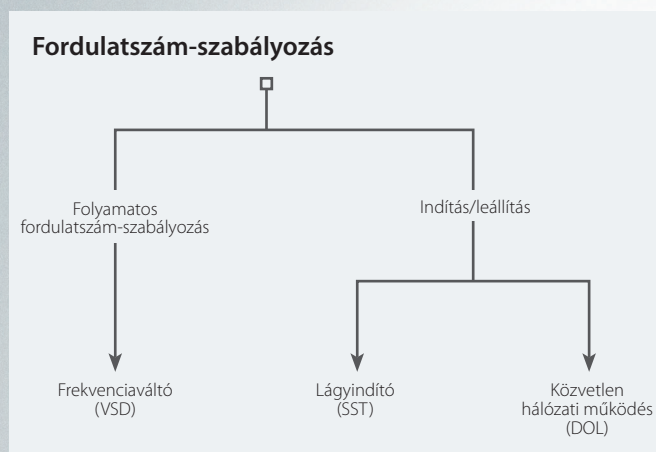 Fordulatszám-szabályozás
Folyamatos
fordulatszám-szabályozás
Indítás/leállítás
Frekvenciaváltó
(VSD)
Lágyindító
(SST)
Közvetlen
hálózati működés
(DOL)